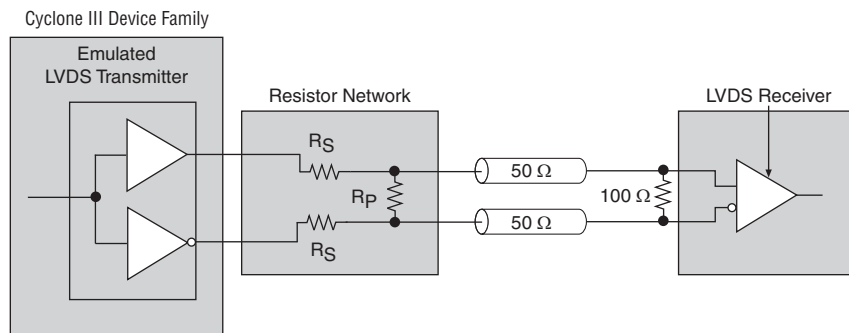 Cyclone III Device Family
Emulated
LVDS Transmitter
Resistor Network
LVDS Receiver
RS
50 Ω
RP
100 Ω
50 Ω
RS